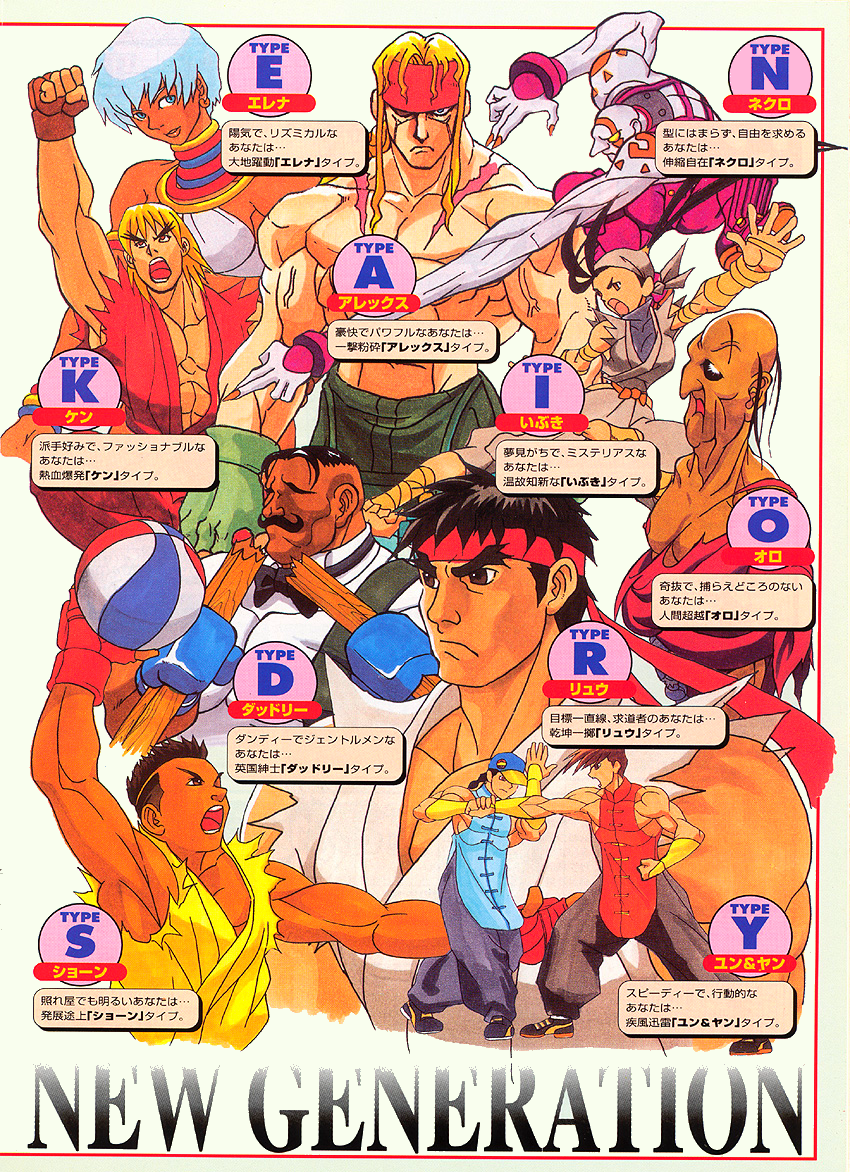 TYPE
E
エレナ
陽気で、リズミカルな
あなたは…
大地躍動「エレナ」タイプ。
TYPE
N
ネクロ
型にはまらず、自由を求める
あなたは…
伸縮自在「ネクロ」タイプ。
TYPE
A
アレックス
豪快でパワフルなあなたは…
一撃粉砕「アレックス」タイプ。
TYPE
K
ケン
派手好みで、ファッショナブルな
あなたは…
熱血爆発「ケン」タイプ。
TYPE
I
いぶき
夢見がちで、ミステリアスな
あなたは…
温故知新な「いぶき」タイプ。
TYPE
O
オロ
奇抜で、捕らえどころのない
あなたは…
人間超越「オロ」タイプ。
TYPE
D
ダッドリー
ダンディーでジェントルメンな
あなたは…
英国紳士「ダッドリー」タイプ。
TYPE
R
リュウ
目標一直線、求道者のあなたは…
乾坤一擲「リュウ」タイプ。
TYPE
S
ショーン
照れ屋でも明るいあなたは…
発展途上「ショーン」タイプ。
TYPE
Y
ユン&ヤン
スピーディーで、行動的な
あなたは…
疾風迅雷「ユン&ヤン」タイプ。
NEW GENERATION